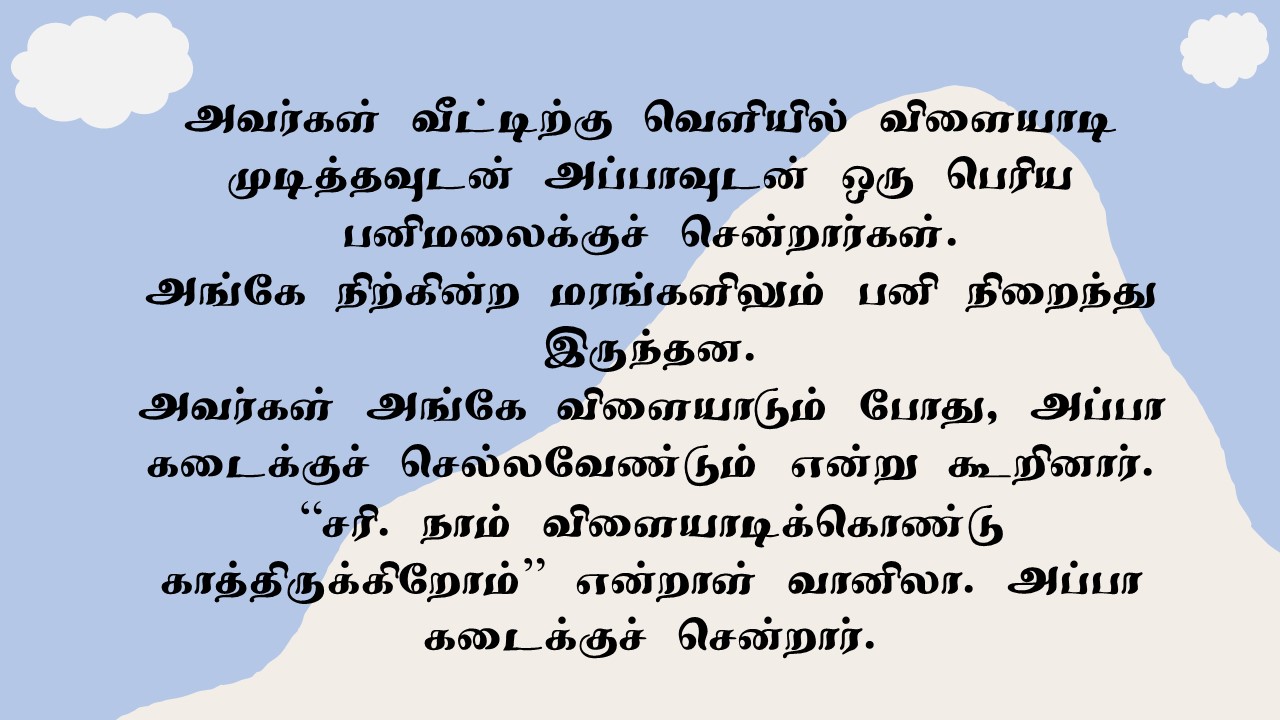 அவர்கள் வீட்டிற்கு வெளியில் விளையாடி
முடித்தவுடன் அப்பாவுடன் ஒரு பெரிய
பனிமலைக்குச் சென்றார்கள்.
அங்கே நிற்கின்ற மரங்களிலும் பனி நிறைந்து
இருந்தன.
அவர்கள் அங்கே விளையாடும் போது, அப்பா
கடைக்குச் செல்லவேண்டும் என்று கூறினார்.
“சரி. நாம் விளையாடிக்கொண்டு
காத்திருக்கிறோம்” என்றாள் வானிலா. அப்பா
கடைக்குச் சென்றார்.